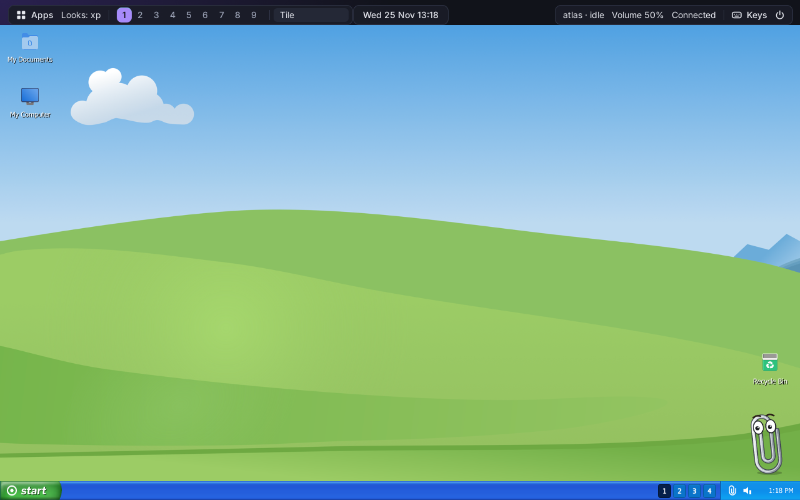 Apps Looks: xp 1 2 3 4 5 6 7 8 9 Tile Wed 25 Nov 13:18 atlas · idle Volume 50% Connected Keys
My Documents
My Computer
Recycle Bin
start 1 2 3 4 1:18 PM